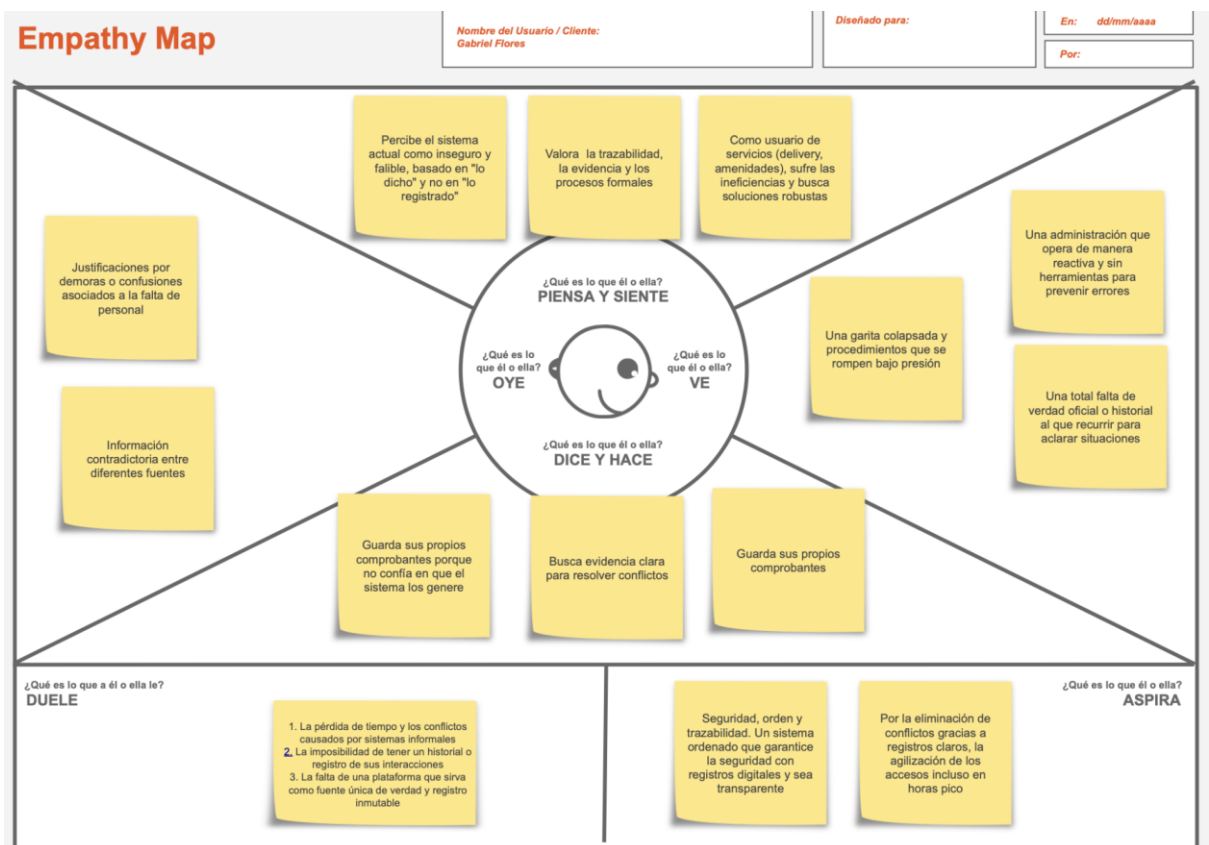 Empathy Map
Nombre del Usuario / Cliente:
Gabriel Flores
Diseñado para:
En: dd/mm/aaaa
Por:
Percibe el sistema
actual como inseguro y
falible, basado en "lo
dicho" y no en "lo
registrado"
Valora la trazabilidad,
la evidencia y los
procesos formales
Como usuario de
servicios (delivery,
amenidades), sufre las
ineficiencias y busca
soluciones robustas
Justificaciones por
demoras o confusiones
asociados a la falta de
personal
Información
contradictoria entre
diferentes fuentes
¿Qué es lo que él o ella?
PIENSA Y SIENTE
¿Qué es lo
que él o ella?
OYE
¿Qué es lo
que él o ella?
VE
¿Qué es lo que él o ella?
DICE Y HACE
Una garita colapsada y
procedimientos que se
rompen bajo presión
Una administración que
opera de manera
reactiva y sin
herramientas para
prevenir errores
Una total falta de
verdad oficial o historial
al que recurrir para
aclarar situaciones
Guarda sus propios
comprobantes porque
no confía en que el
sistema los genere
Busca evidencia clara
para resolver conflictos
Guarda sus propios
comprobantes
¿Qué es lo que a él o ella le?
DUELE
1. La pérdida de tiempo y los conflictos
causados por sistemas informales
2. La imposibilidad de tener un historial o
registro de sus interacciones
3. La falta de una plataforma que sirva
como fuente única de verdad y registro
inmutable
¿Qué es lo que él o ella?
ASPIRA
Seguridad, orden y
trazabilidad. Un sistema
ordenado que garantice
la seguridad con
registros digitales y sea
transparente
Por la eliminación de
conflictos gracias a
registros claros, la
agilización de los
accesos incluso en
horas pico